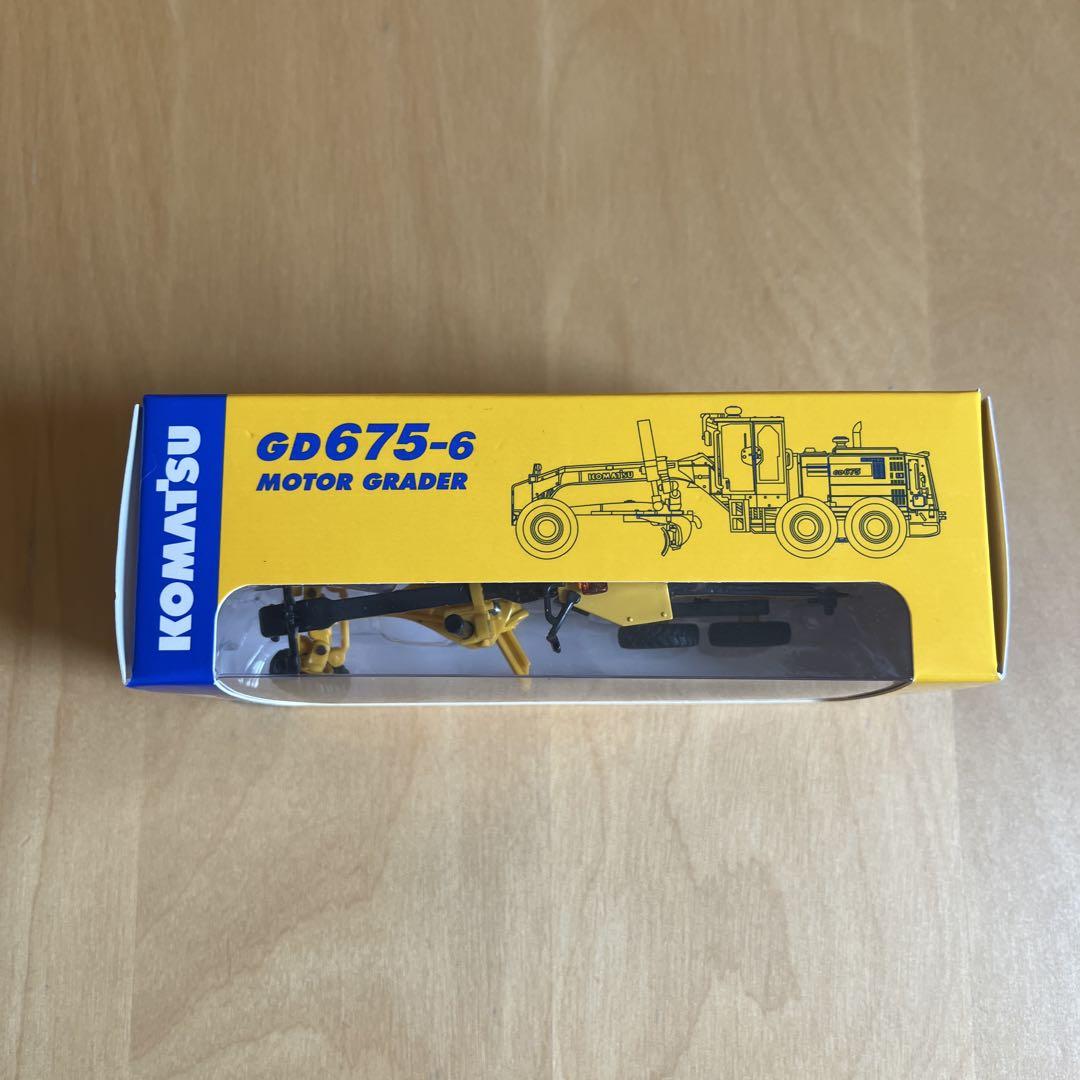 KOMATSU
GD675-6
MOTOR GRADER
KOMATSU
GD675